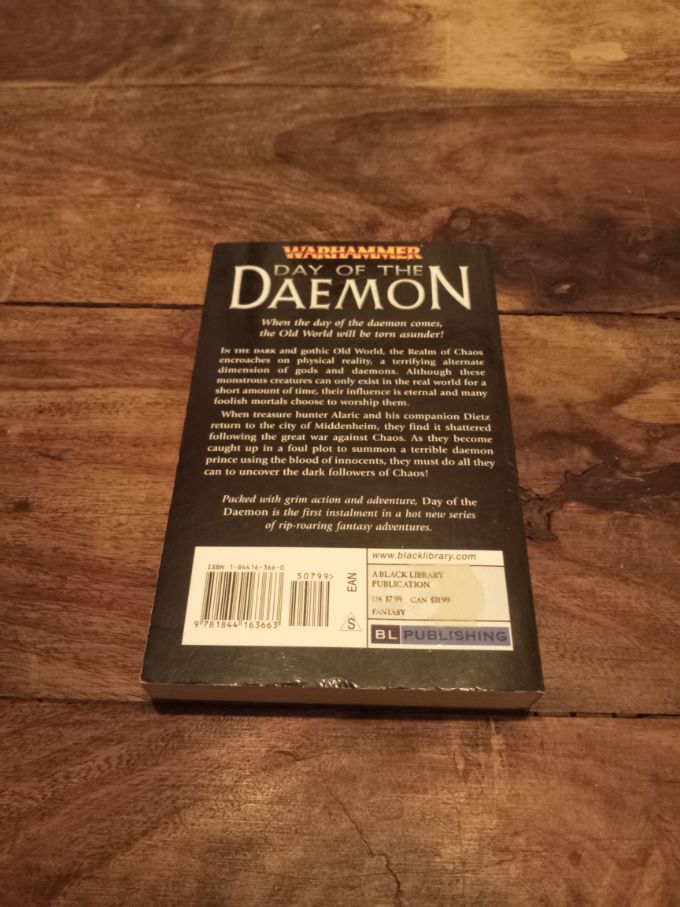 WARHAMMER
DAY OF THE
DAEMON
When the day of the daemon comes,
the Old World will be torn asunder!
IN THE DARK and gothic Old World, the Realm of Chaos
encroaches on physical reality, a terrifying alternate
dimension of gods and daemons. Although these
monstrous creatures can only exist in the real world for a
short amount of time, their influence is eternal and many
foolish mortals choose to worship them.
When treasure hunter Alaric and his companion Dietz
return to the city of Middenheim, they find it shattered
following the great war against Chaos. As they become
caught up in a foul plot to summon a terrible daemon
prince using the blood of innocents, they must do all they
can to uncover the dark followers of Chaos!
Packed with grim action and adventure, Day of the
Daemon is the first instalment in a hot new series
of rip-roaring fantasy adventures.
ISBN 1-84416-366-0
50799>
EAN
S
9 781844 163663
www.blacklibrary.com
A BLACK LIBRARY
PUBLICATION
US $7.99 CAN $10.99
FANTASY
BL PUBLISHING